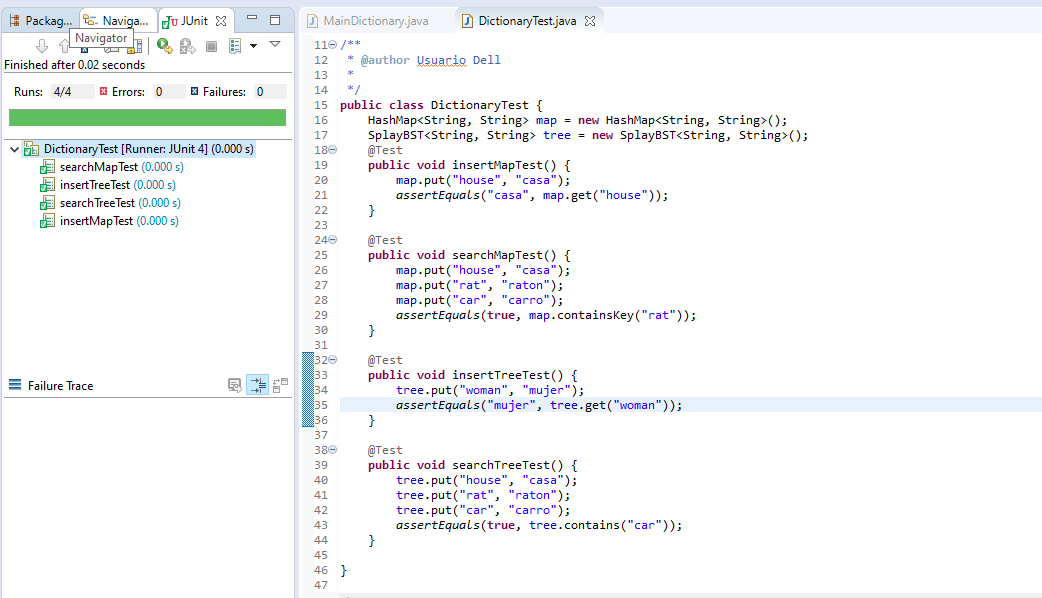 Packag...
Naviga...
JUnit
Navigator
Finished after 0.02 seconds
Runs: 4/4 Errors: 0 Failures: 0
DictionaryTest [Runner: JUnit 4] (0.000 s)
searchMapTest (0.000 s)
insertTreeTest (0.000 s)
searchTreeTest (0.000 s)
insertMapTest (0.000 s)
Failure Trace
MainDictionary.java
DictionaryTest.java
11 /**
12 * @author Usuario Dell
13 *
14 */
15 public class DictionaryTest {
16 HashMap<String, String> map = new HashMap<String, String>();
17 SplayBST<String, String> tree = new SplayBST<String, String>();
18 @Test
19 public void insertMapTest() {
20 map.put("house", "casa");
21 assertEquals("casa", map.get("house"));
22 }
23
24 @Test
25 public void searchMapTest() {
26 map.put("house", "casa");
27 map.put("rat", "raton");
28 map.put("car", "carro");
29 assertEquals(true, map.containsKey("rat"));
30 }
31
32 @Test
33 public void insertTreeTest() {
34 tree.put("woman", "mujer");
35 assertEquals("mujer", tree.get("woman"));
36 }
37
38 @Test
39 public void searchTreeTest() {
40 tree.put("house", "casa");
41 tree.put("rat", "raton");
42 tree.put("car", "carro");
43 assertEquals(true, tree.contains("car"));
44 }
45
46 }
47